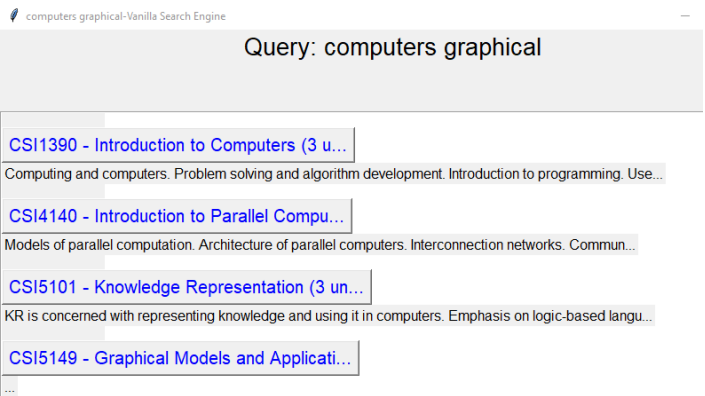 computers graphical-Vanilla Search Engine
Query: computers graphical
CSI1390 - Introduction to Computers (3 u...
Computing and computers. Problem solving and algorithm development. Introduction to programming. Use...
CSI4140 - Introduction to Parallel Compu...
Models of parallel computation. Architecture of parallel computers. Interconnection networks. Commun...
CSI5101 - Knowledge Representation (3 un...
KR is concerned with representing knowledge and using it in computers. Emphasis on logic-based langu...
CSI5149 - Graphical Models and Applicati...
...